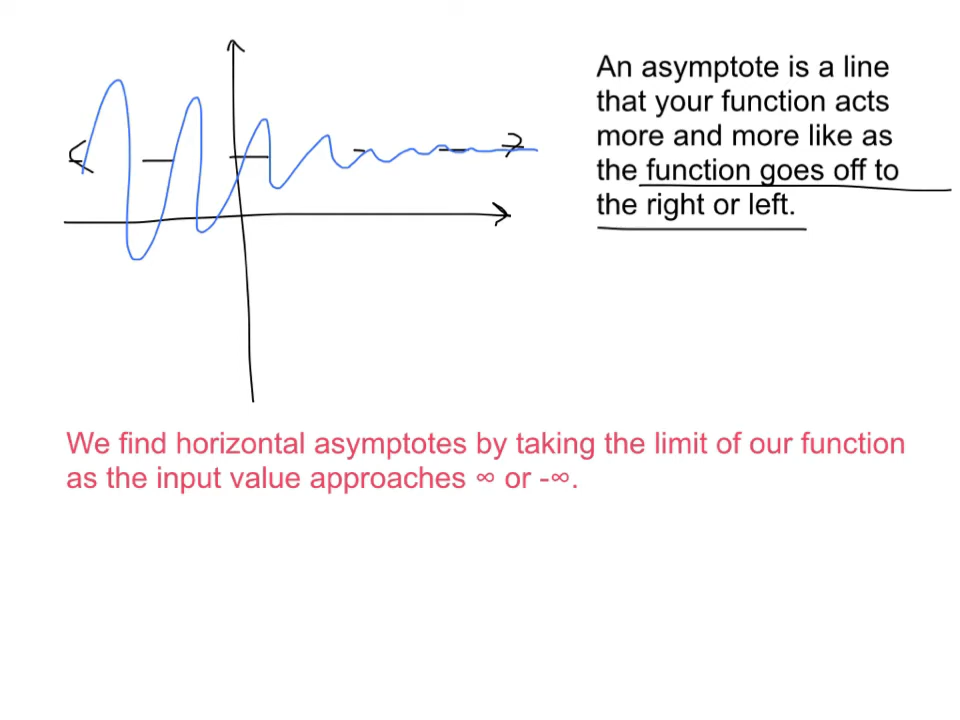 An asymptote is a line
that your function acts
more and more like as
the function goes off to
the right or left.
We find horizontal asymptotes by taking the limit of our function
as the input value approaches ∞ or -∞.